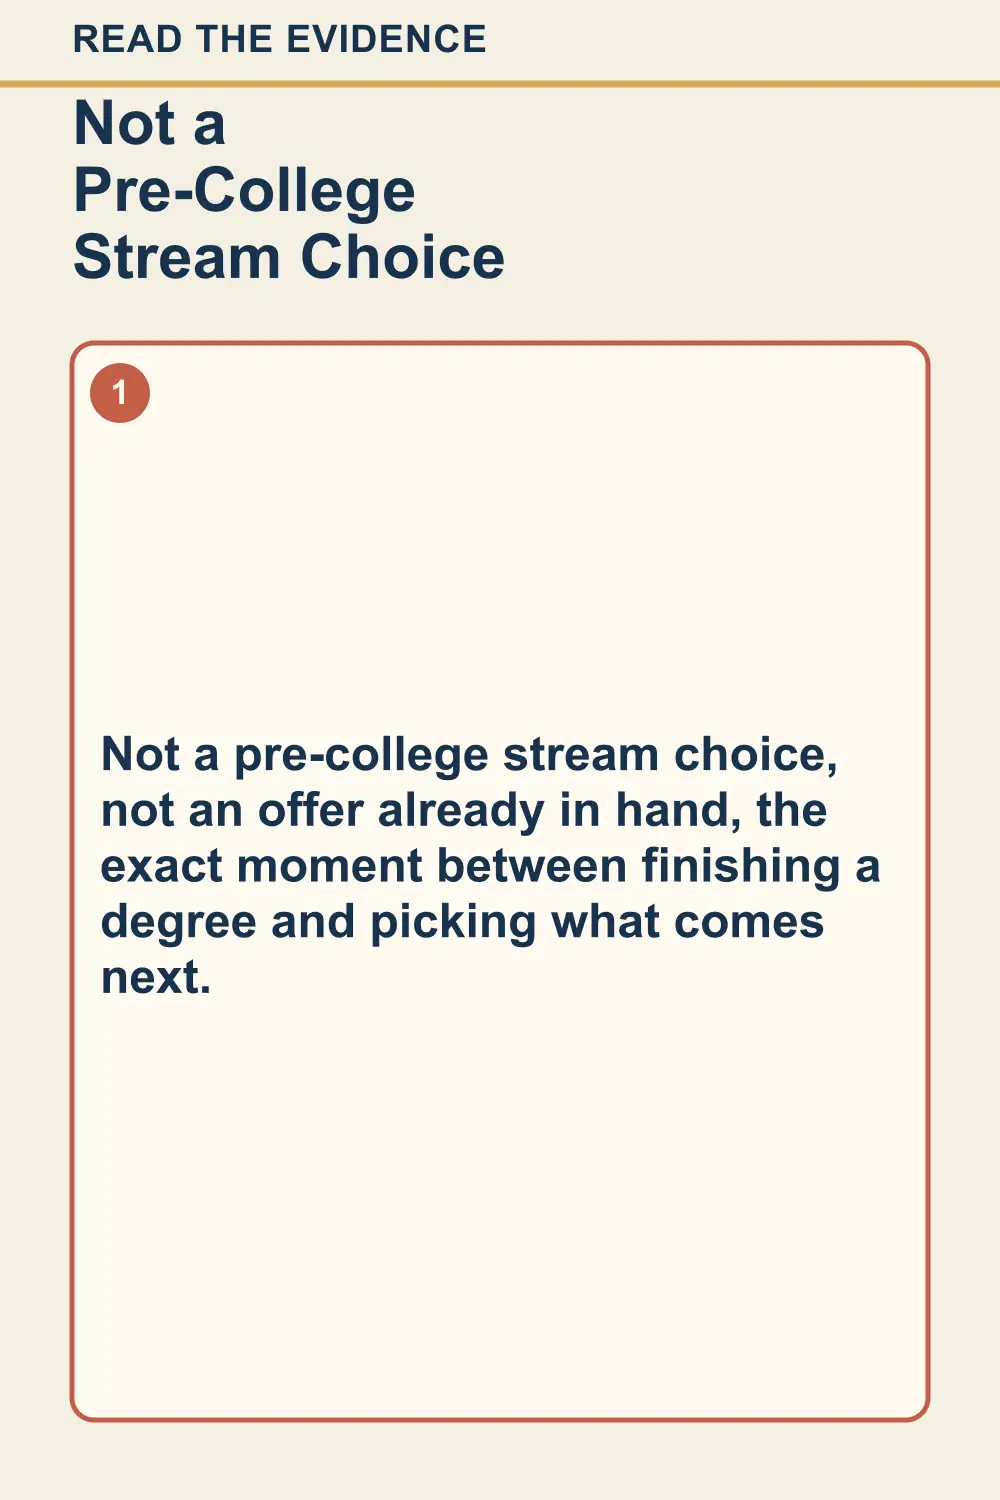 READ THE EVIDENCE
Not a
Pre-College
Stream Choice
1
Not a pre-college stream choice,
not an offer already in hand, the
exact moment between finishing a
degree and picking what comes
next.